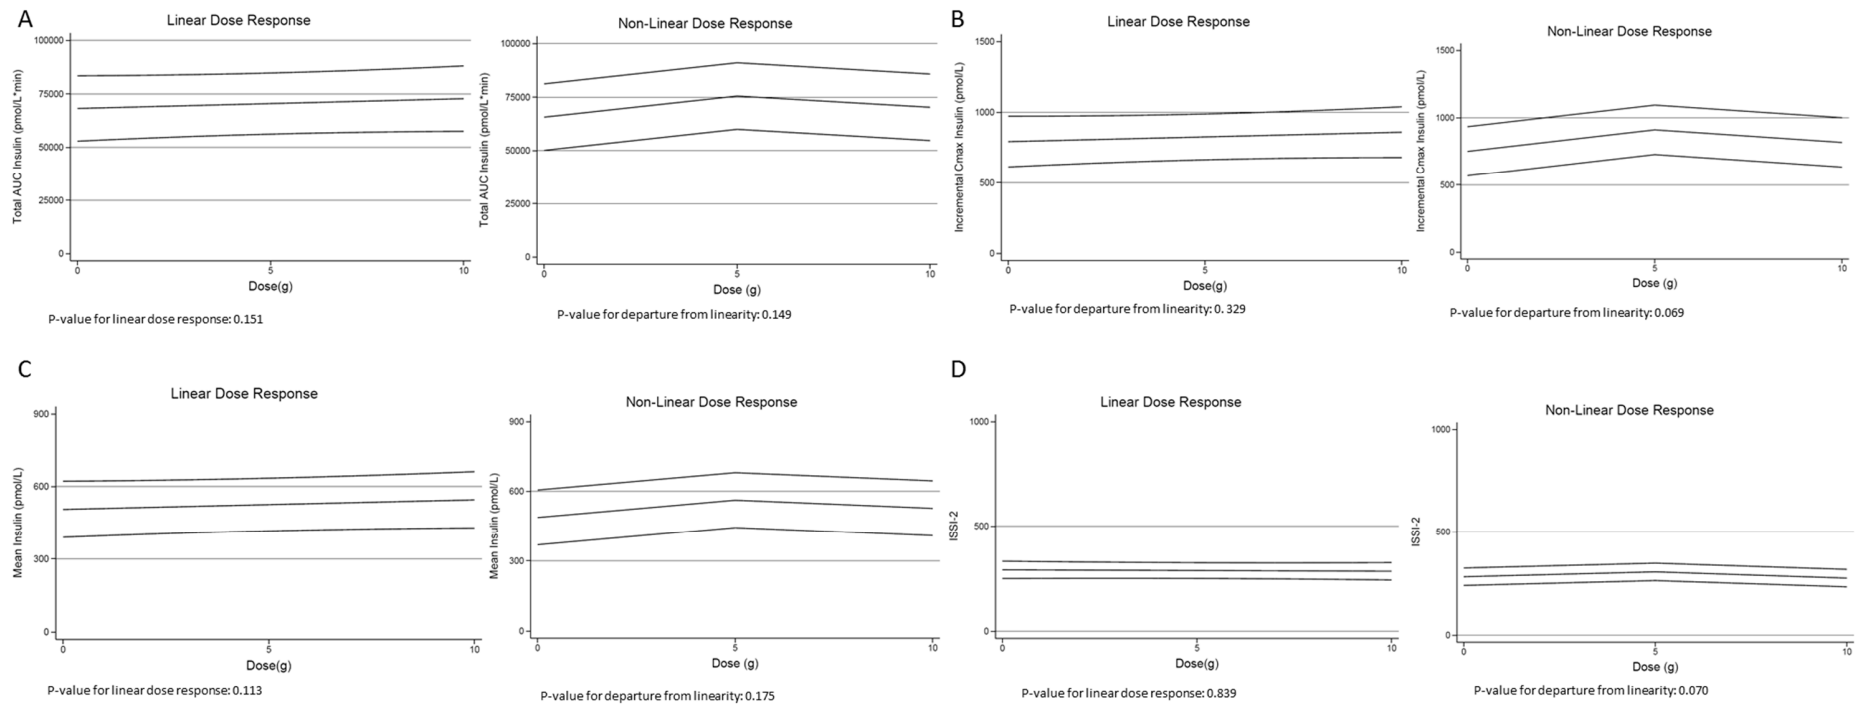 A
Linear Dose Response
Total AUC Insulin (pmol/L*min)
100000
75000
50000
25000
0
0 5 10
Dose(g)
P-value for linear dose response: 0.151
Non-Linear Dose Response
Total AUC Insulin (pmol/L*min)
100000
75000
50000
25000
0
0 5 10
Dose (g)
P-value for departure from linearity: 0.149
B
Linear Dose Response
Incremental Cmax Insulin (pmol/L)
1500
1000
500
0
0 5 10
Dose(g)
P-value for departure from linearity: 0. 329
Non-Linear Dose Response
Incremental Cmax Insulin (pmol/L)
1500
1000
500
0
0 5 10
Dose (g)
P-value for departure from linearity: 0.069
C
Linear Dose Response
Mean Insulin (pmol/L)
900
600
300
0
0 5 10
Dose(g)
P-value for linear dose response: 0.113
Non-Linear Dose Response
Mean Insulin (pmol/L)
900
600
300
0
0 5 10
Dose (g)
P-value for departure from linearity: 0.175
D
Linear Dose Response
ISSI-2
1000
500
0
0 5 10
Dose(g)
P-value for linear dose response: 0.839
Non-Linear Dose Response
ISSI-2
1000
500
0
0 5 10
Dose (g)
P-value for departure from linearity: 0.070